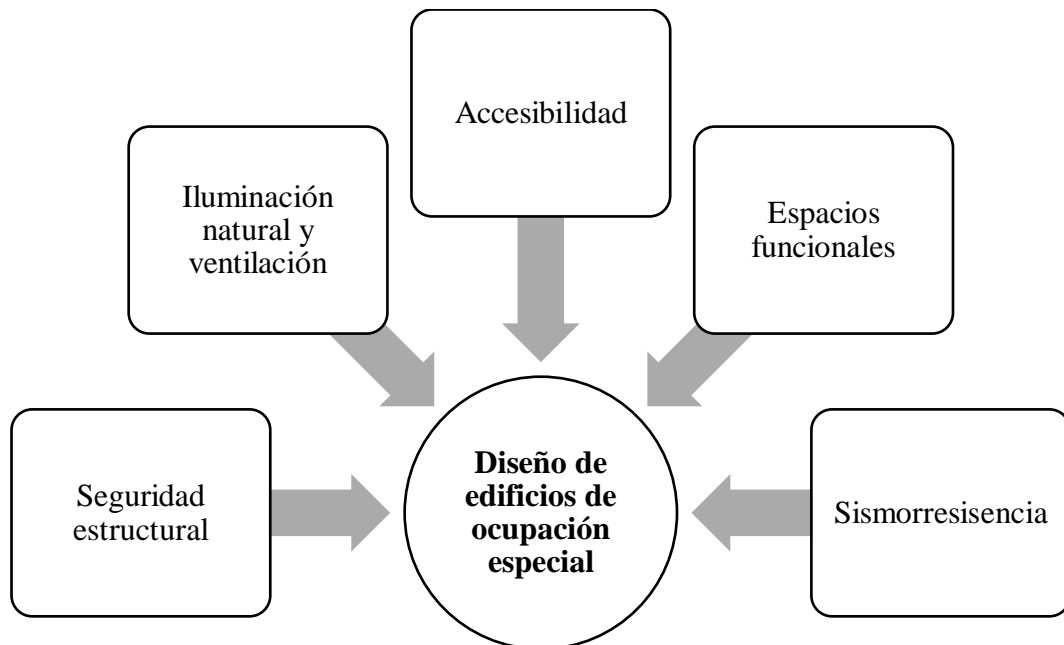 Accesibilidad
Iluminación
natural y
ventilación
Espacios
funcionales
Seguridad
estructural
Diseño de
edificios de
ocupación
especial
Sismorresisencia